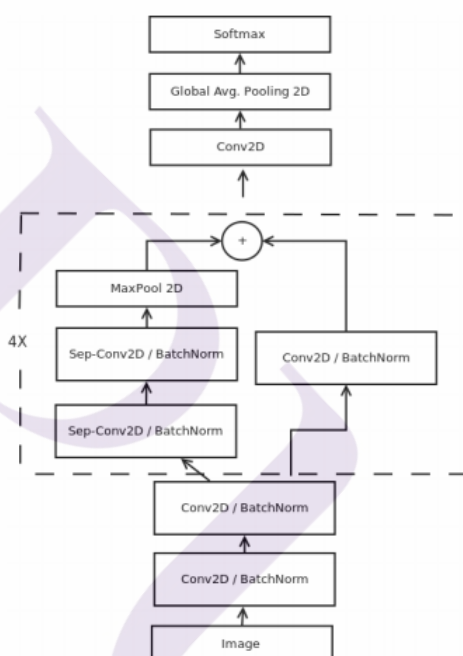 Softmax
Global Avg. Pooling 2D
Conv2D
+
MaxPool 2D
4X
Sep-Conv2D / BatchNorm
Conv2D / BatchNorm
Sep-Conv2D / BatchNorm
Conv2D / BatchNorm
Conv2D / BatchNorm
Image